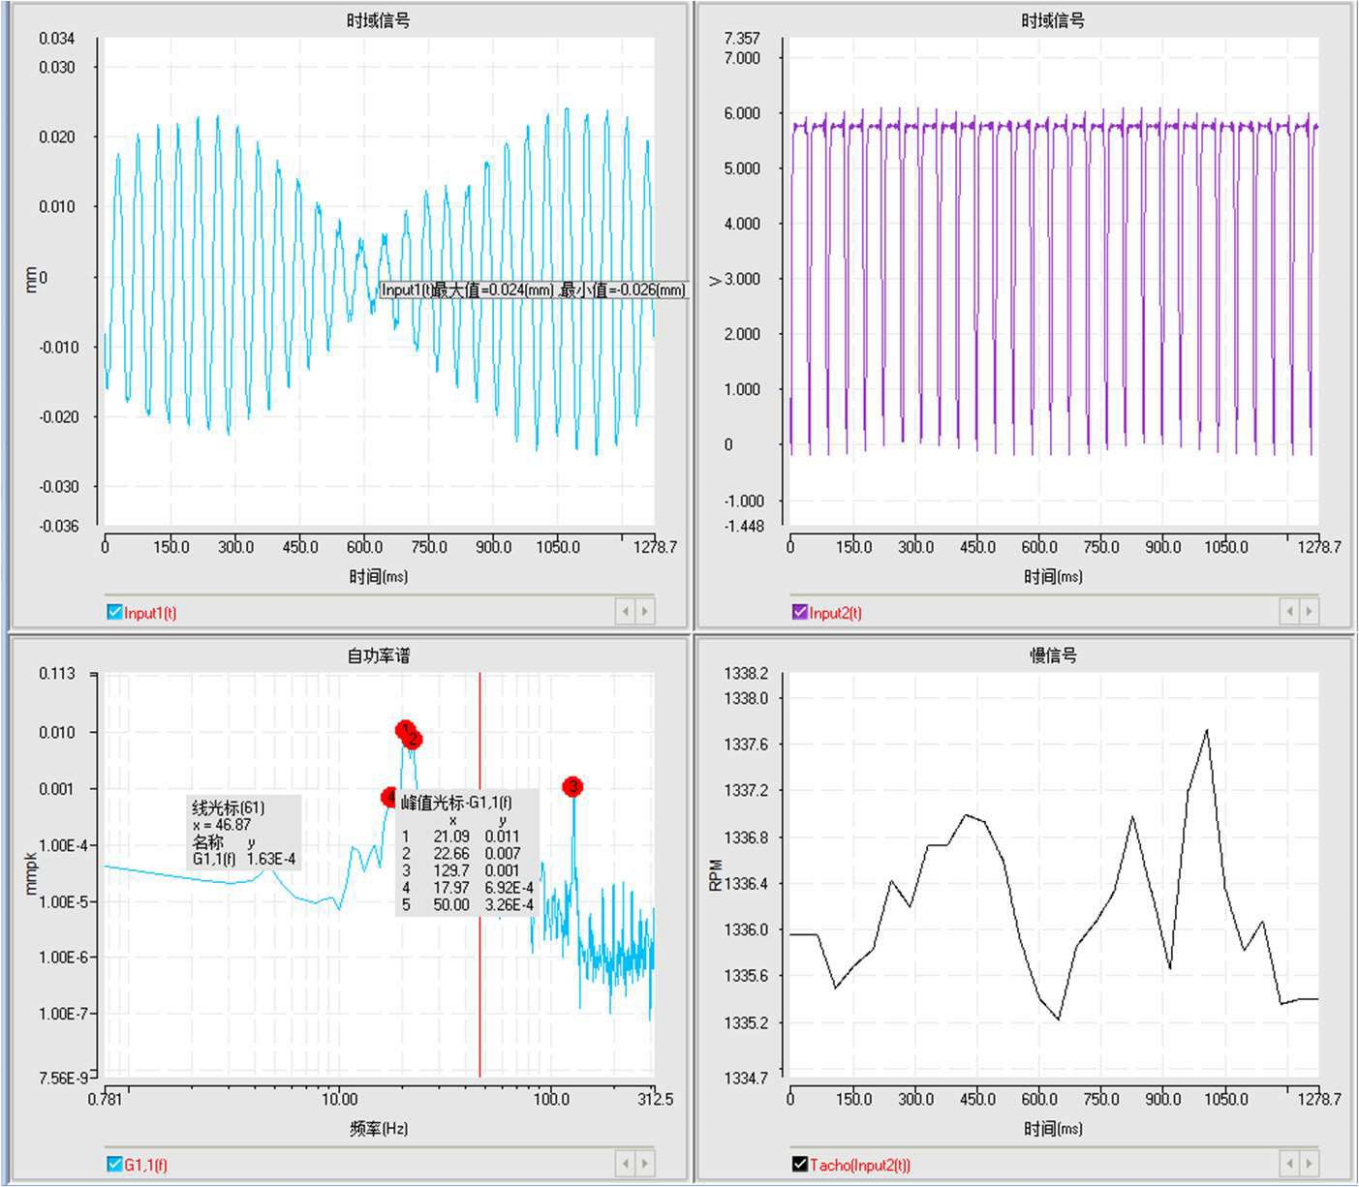 时域信号
0.034
0.030
0.020
0.010
0
-0.010
-0.020
-0.030
-0.036
mm
Input1(t)最大值=0.024(mm) ,最小值=-0.026(mm)
0 150.0 300.0 450.0 600.0 750.0 900.0 1050.0 1278.7
时间(ms)
Input1(t)
时域信号
7.357
7.000
6.000
5.000
4.000
3.000
2.000
1.000
0
-1.000
-1.448
V
0 150.0 300.0 450.0 600.0 750.0 900.0 1050.0 1278.7
时间(ms)
Input2(t)
自功率谱
0.113
0.010
0.001
1.00E-4
1.00E-5
1.00E-6
1.00E-7
7.56E-9
mmpk
1
2
3
4
线光标(61)
x = 46.87
名称 y
G1,1(f) 1.63E-4
峰值光标-G1,1(f)
x y
1 21.09 0.011
2 22.66 0.007
3 129.7 0.001
4 17.97 6.92E-4
5 50.00 3.26E-4
0.781 10.00 100.0 312.5
频率(Hz)
G1,1(f)
慢信号
1338.2
1338.0
1337.6
1337.2
1336.8
1336.4
1336.0
1335.6
1335.2
1334.7
RPM
0 150.0 300.0 450.0 600.0 750.0 900.0 1050.0 1278.7
时间(ms)
Tacho(Input2(t))